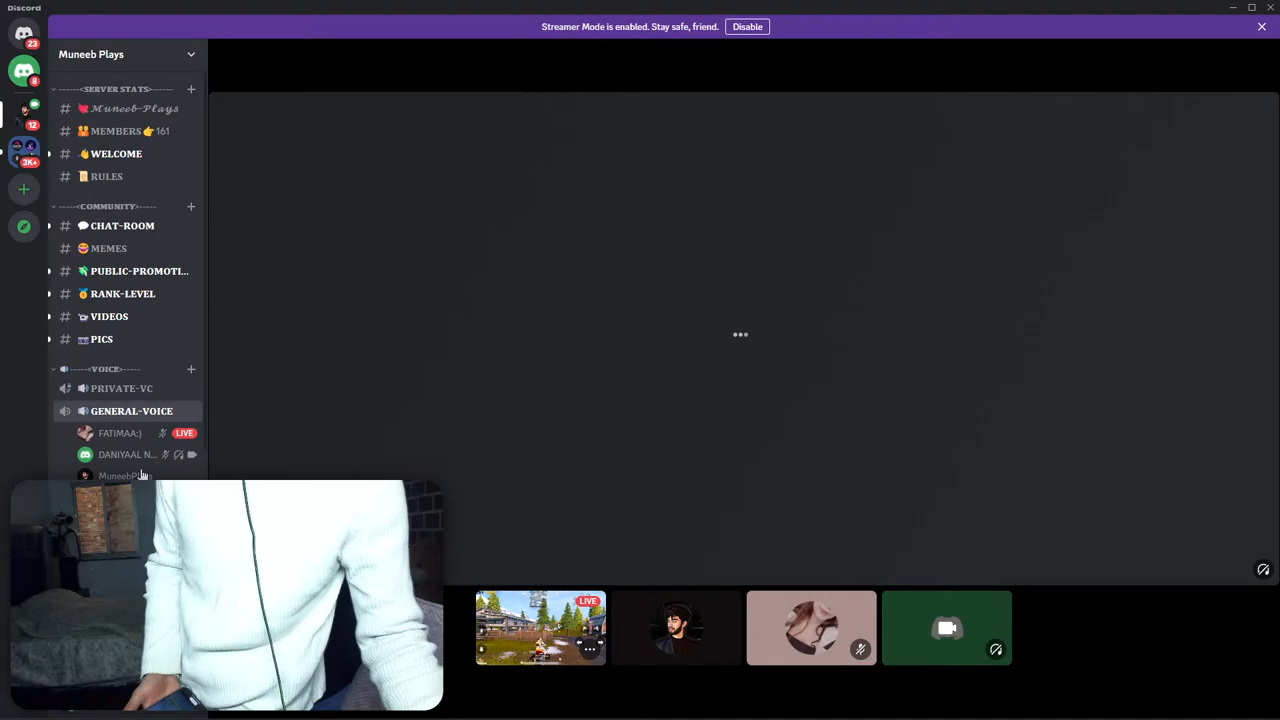 Discord
Streamer Mode is enabled. Stay safe, friend.
Disable
23
8
12
3K+
Muneeb Plays
------<SERVER STATS>------
𝓜𝓾𝓷𝓮𝓮𝓫-𝓟𝓵𝓪𝔂𝓼
MEMBERS👉161
👋WELCOME
📜RULES
------<COMMUNITY>-----
💬CHAT-ROOM
MEMES
PUBLIC-PROMOTI...
🏅RANK-LEVEL
VIDEOS
📷PICS
🔊----<VOICE>-----
🔊PRIVATE-VC
🔊GENERAL-VOICE
FATIMAA:)
LIVE
DANIYAAL N...
LIVE